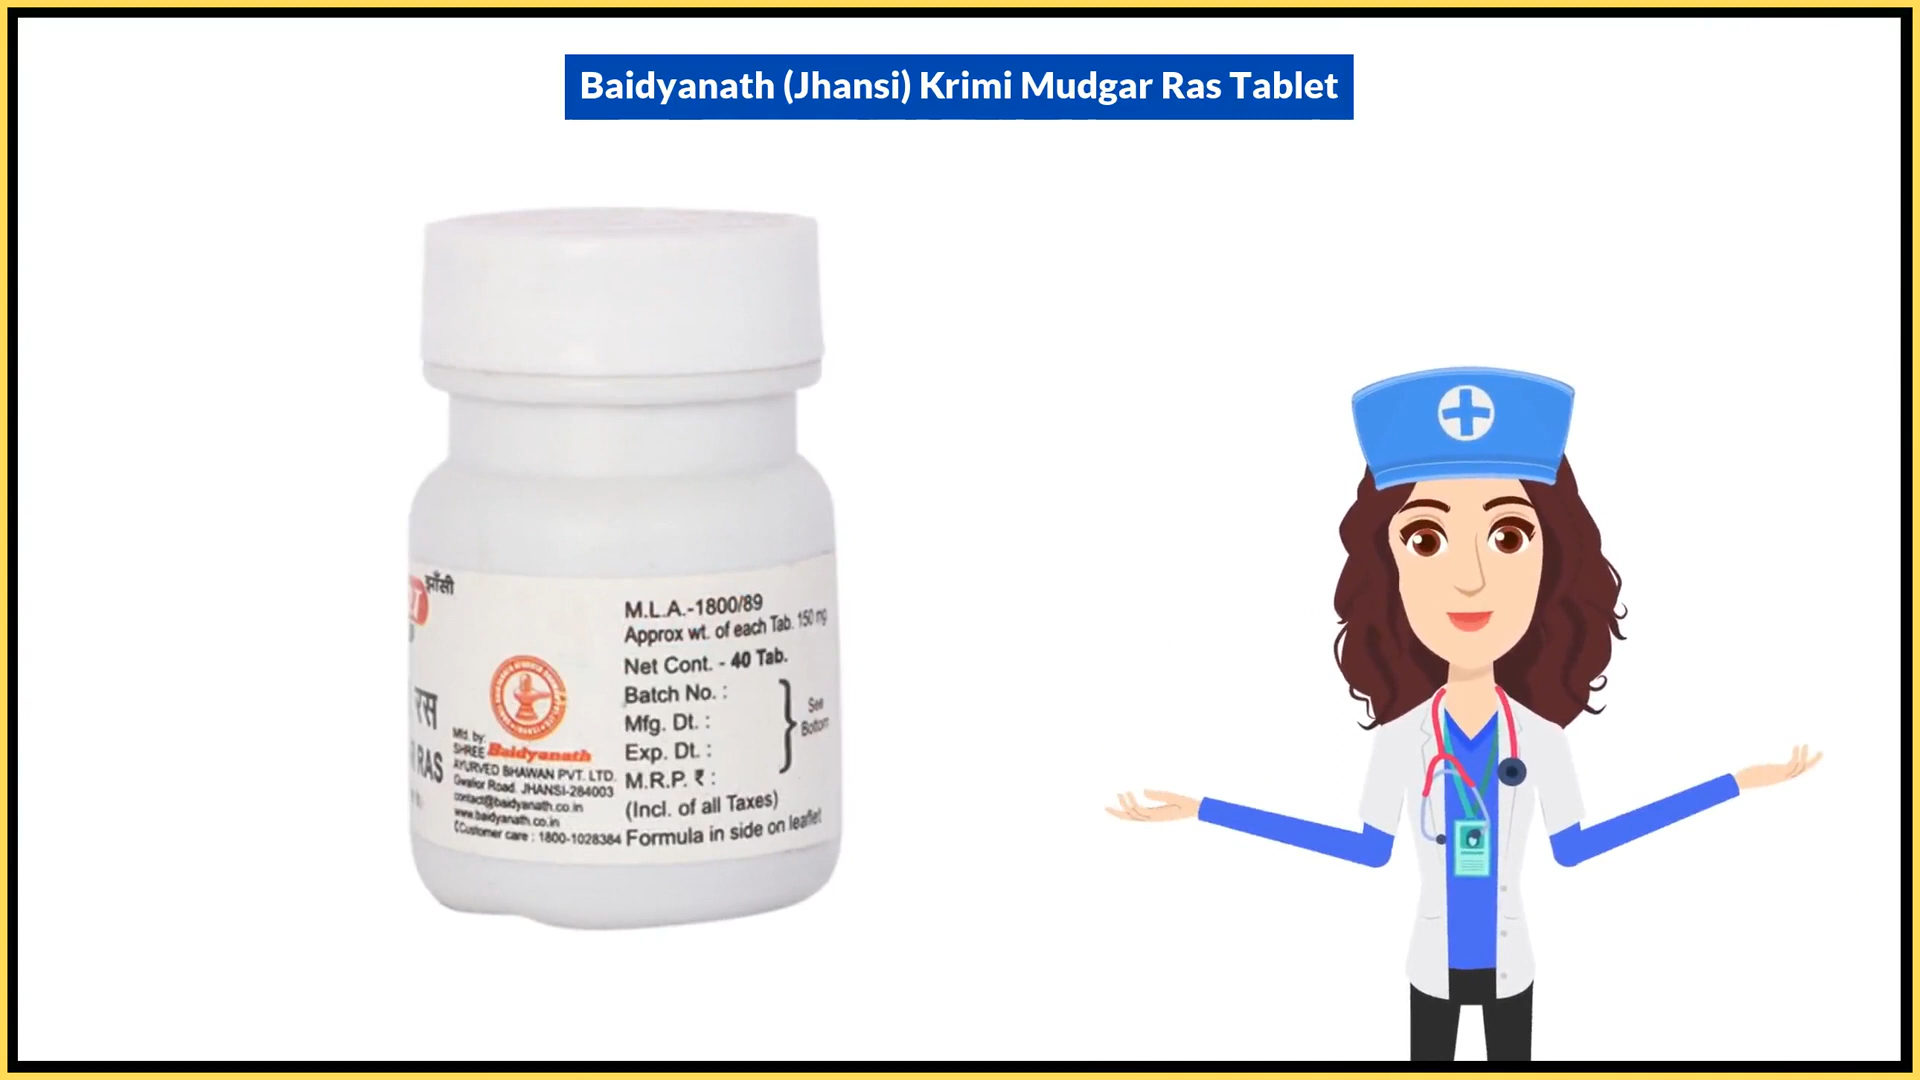 Baidyanath (Jhansi) Krimi Mudgar Ras Tablet
झाँसी
रस
RAS
Mfd. by:
SHREE Baidyanath
AYURVED BHAWAN PVT. LTD.
Gwalior Road, JHANSI-284003
contact@baidyanath.co.in
www.baidyanath.co.in
Customer care : 1800-1028384
M.L.A.-1800/89
Approx wt. of each Tab. 150 mg
Net Cont. - 40 Tab.
Batch No. :
Mfg. Dt. :
Exp. Dt. :
M.R.P. ₹ :
See
Bottom
(Incl. of all Taxes)
Formula in side on leaflet